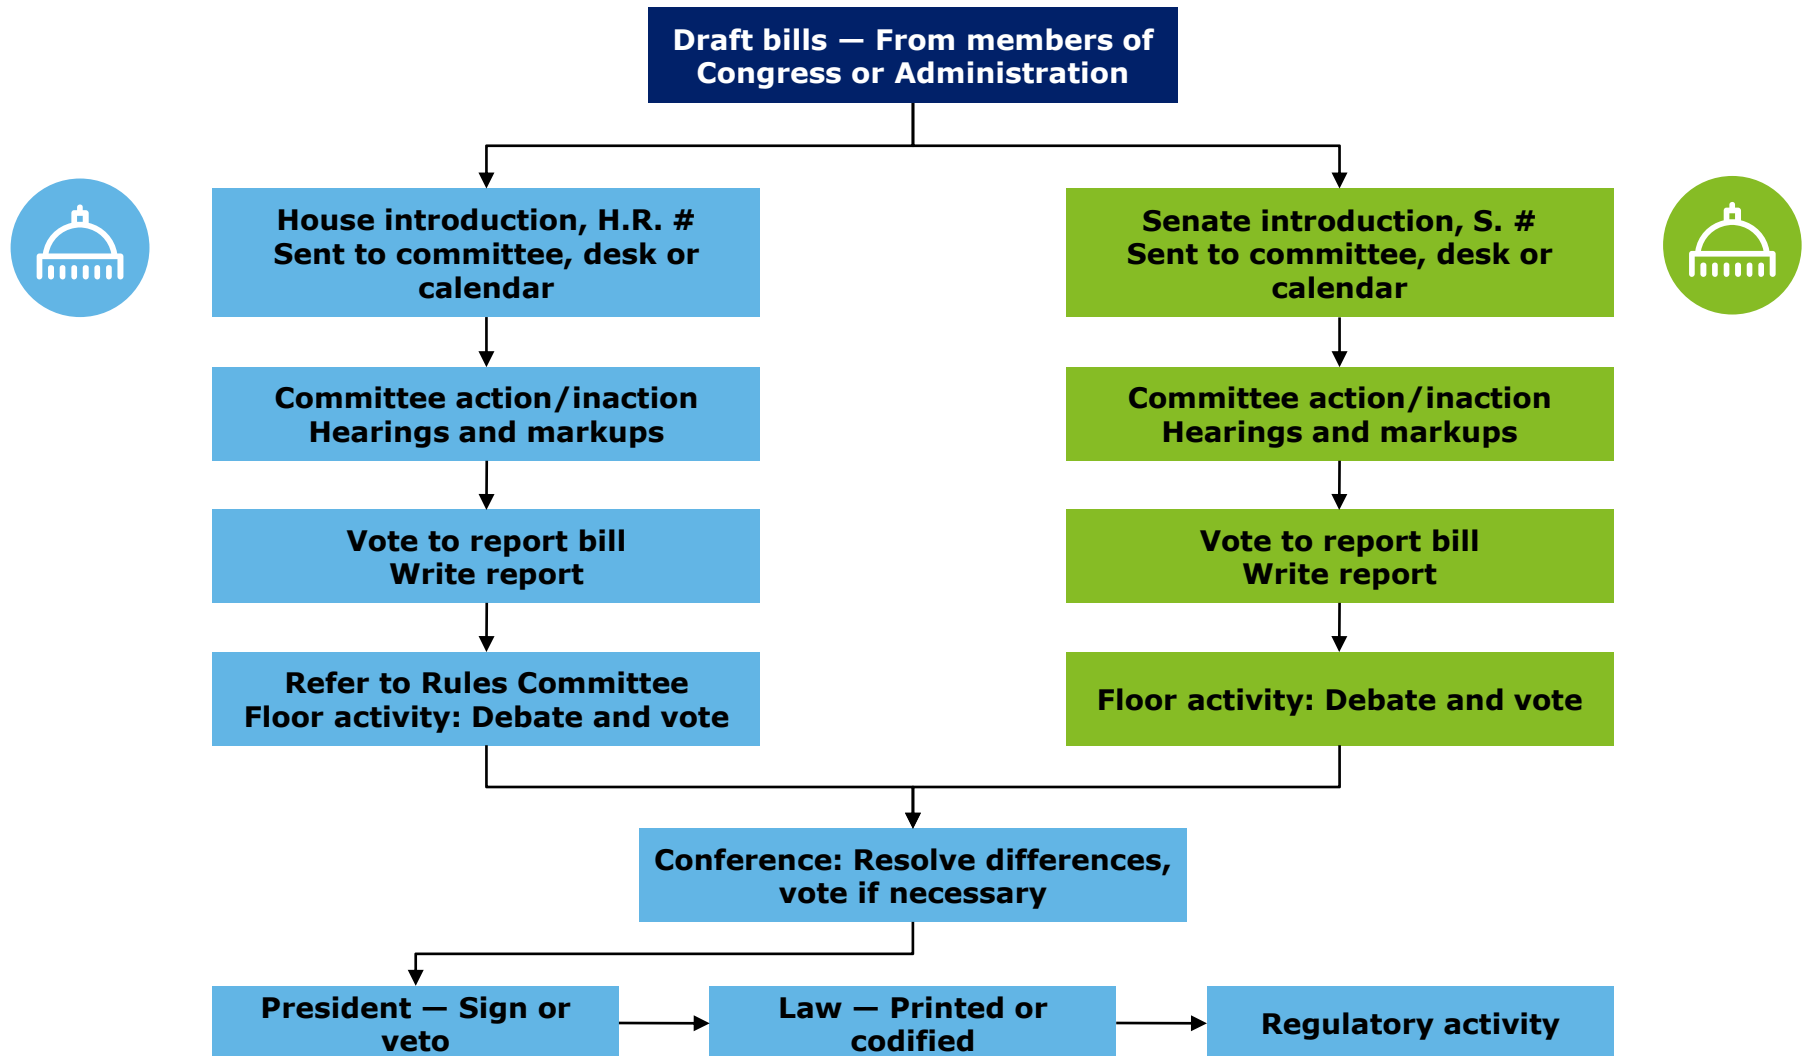 Draft bills — From members of
Congress or Administration
House introduction, H.R. #
Sent to committee, desk or
calendar
Senate introduction, S. #
Sent to committee, desk or
calendar
Committee action/inaction
Hearings and markups
Committee action/inaction
Hearings and markups
Vote to report bill
Write report
Vote to report bill
Write report
Refer to Rules Committee
Floor activity: Debate and vote
Floor activity: Debate and vote
Conference: Resolve differences,
vote if necessary
President — Sign or
veto
Law — Printed or
codified
Regulatory activity